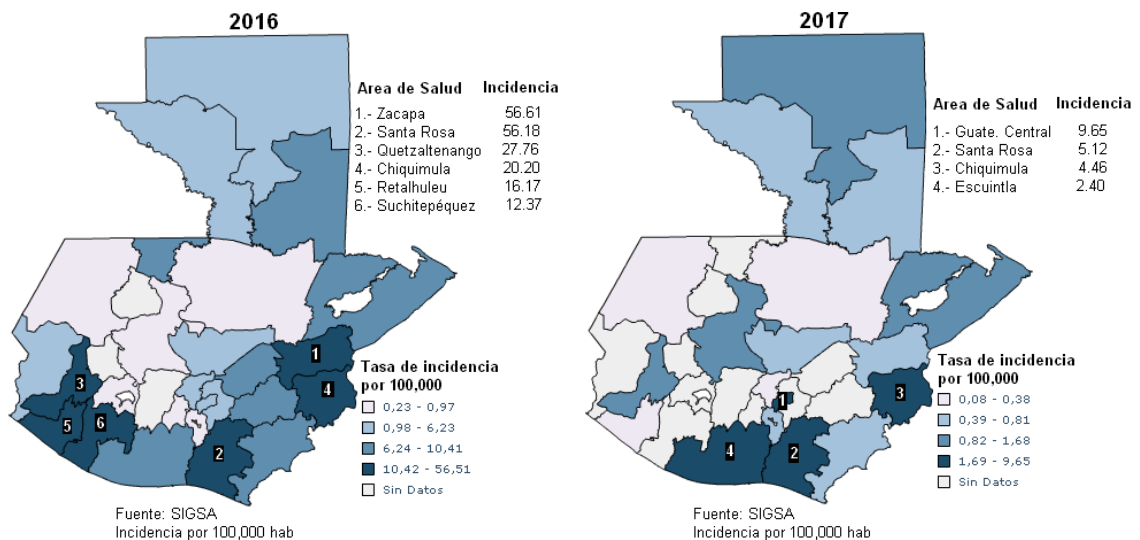 2016
Area de Salud Incidencia
1.- Zacapa 56.61
2.- Santa Rosa 56.18
3.- Quetzaltenango 27.76
4.- Chiquimula 20.20
5.- Retalhuleu 16.17
6.- Suchitepéquez 12.37
1
3
4
5
6
2
Tasa de incidencia
por 100,000
0,23 - 0,97
0,98 - 6,23
6,24 - 10,41
10,42 - 56,51
Sin Datos
Fuente: SIGSA
Incidencia por 100,000 hab
2017
Area de Salud Incidencia
1.- Guate. Central 9.65
2.- Santa Rosa 5.12
3.- Chiquimula 4.46
4.- Escuintla 2.40
3
1
4
2
Tasa de incidencia
por 100,000
0,08 - 0,38
0,39 - 0,81
0,82 - 1,68
1,69 - 9,65
Sin Datos
Fuente: SIGSA
Incidencia por 100,000 hab